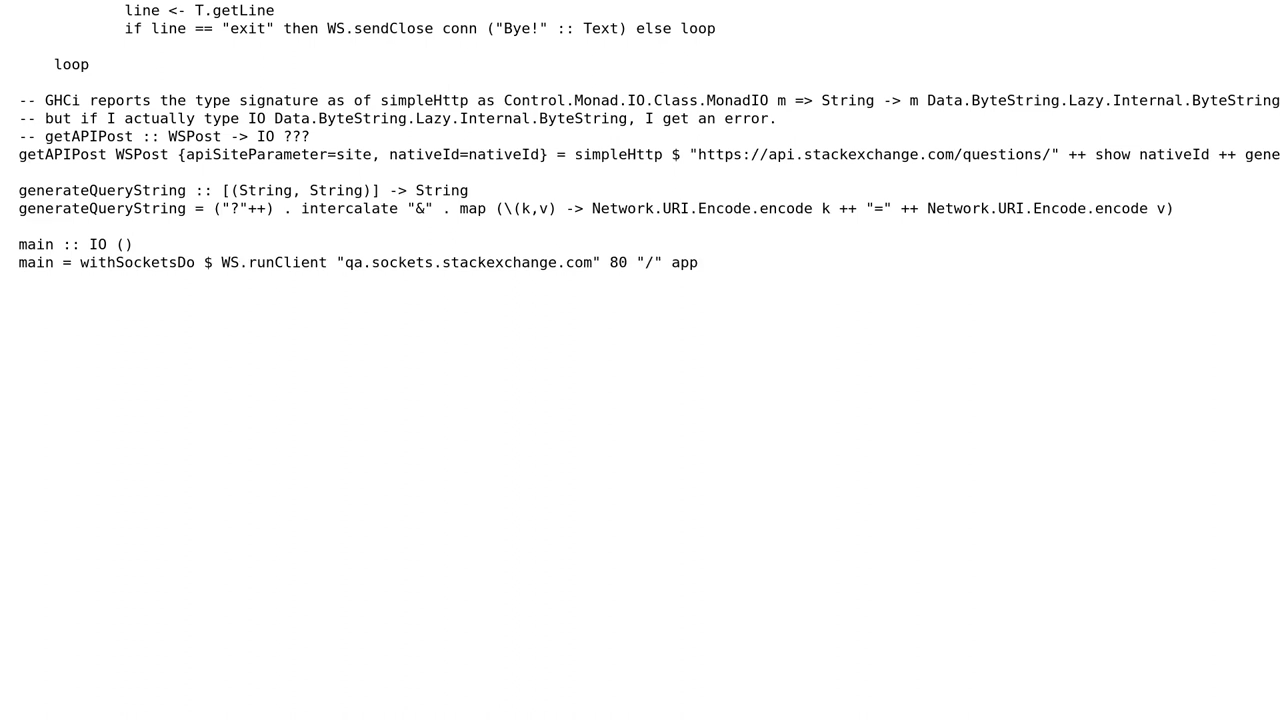 line <- T.getLine
if line == "exit" then WS.sendClose conn ("Bye!" :: Text) else loop
loop
-- GHCi reports the type signature as of simpleHttp as Control.Monad.IO.Class.MonadIO m => String -> m Data.ByteString.Lazy.Internal.ByteString
-- but if I actually type IO Data.ByteString.Lazy.Internal.ByteString, I get an error.
-- getAPIPost :: WSPost -> IO ???
getAPIPost WSPost {apiSiteParameter=site, nativeId=nativeId} = simpleHttp $ "https://api.stackexchange.com/questions/" ++ show nativeId ++ gene
generateQueryString :: [(String, String)] -> String
generateQueryString = ("?"++) . intercalate "&" . map (\(k,v) -> Network.URI.Encode.encode k ++ "=" ++ Network.URI.Encode.encode v)
main :: IO ()
main = withSocketsDo $ WS.runClient "qa.sockets.stackexchange.com" 80 "/" app